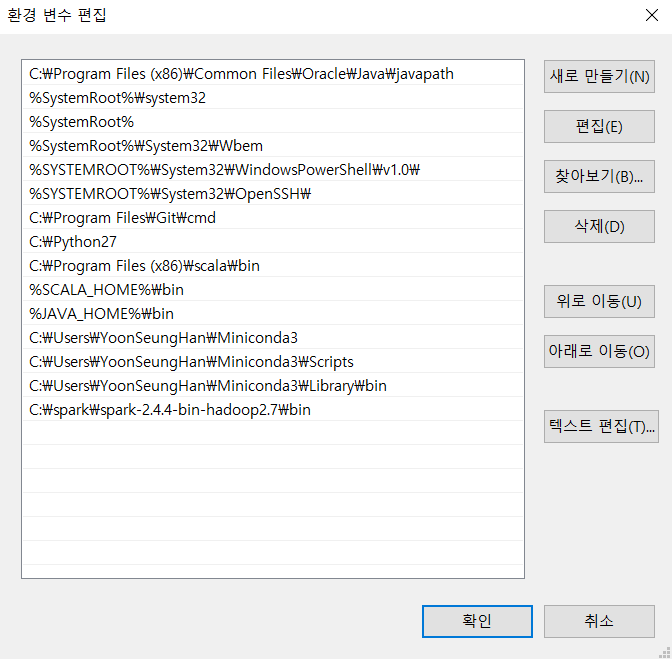 환경 변수 편집
C:₩Program Files (x86)₩Common Files₩Oracle₩Java₩javapath
%SystemRoot%₩system32
%SystemRoot%
%SystemRoot%₩System32₩Wbem
%SYSTEMROOT%₩System32₩WindowsPowerShell₩v1.0₩
%SYSTEMROOT%₩System32₩OpenSSH₩
C:₩Program Files₩Git₩cmd
C:₩Python27
C:₩Program Files (x86)₩scala₩bin
%SCALA_HOME%₩bin
%JAVA_HOME%₩bin
C:₩Users₩YoonSeungHan₩Miniconda3
C:₩Users₩YoonSeungHan₩Miniconda3₩Scripts
C:₩Users₩YoonSeungHan₩Miniconda3₩Library₩bin
C:₩spark₩spark-2.4.4-bin-hadoop2.7₩bin
새로 만들기(N)
편집(E)
찾아보기(B)...
삭제(D)
위로 이동(U)
아래로 이동(O)
텍스트 편집(T)...
확인
취소